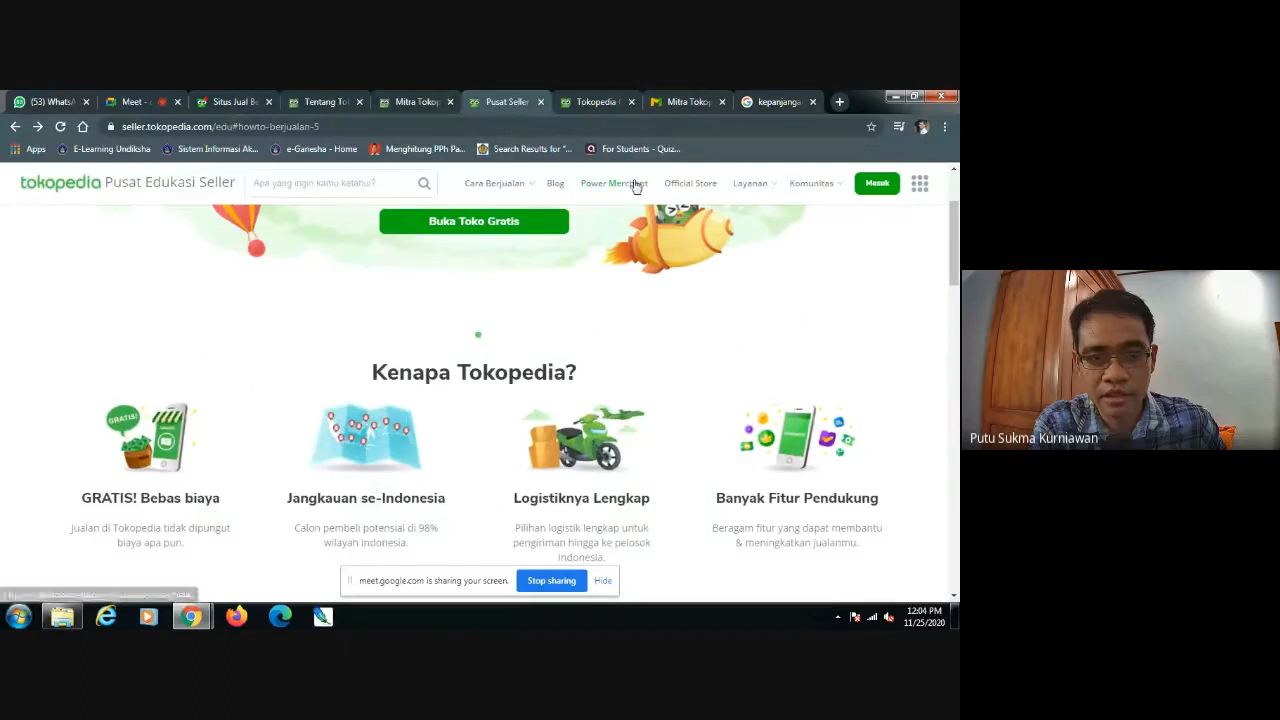 (53) WhatsA
Meet -
Situs Jual Be
Tentang To
Mitra Tokop
Pusat Seller
Tokopedia
Mitra Tokop
kepanjanga
seller.tokopedia.com/edu#howto-berjualan-5
Apps
E-Learning Undiksha
Sistem Informasi Ak...
e-Ganesha - Home
Menghitung PPh Pa...
Search Results for "...
For Students - Quiz...
tokopedia Pusat Edukasi Seller
Apa yang ingin kamu ketahui?
Cara Berjualan
Blog
Power Merchant
Official Store
Layanan
Komunitas
Masuk
Buka Toko Gratis
Kenapa Tokopedia?
GRATIS!
GRATIS! Bebas biaya
Jualan di Tokopedia tidak dipungut
biaya apa pun.
Jangkauan se-Indonesia
Calon pembeli potensial di 98%
wilayah Indonesia.
Logistiknya Lengkap
Pilihan logistik lengkap untuk
pengiriman hingga ke pelosok
Indonesia.
Banyak Fitur Pendukung
Beragam fitur yang dapat membantu
& meningkatkan jualanmu.
meet.google.com is sharing your screen.
Stop sharing
Hide
12:04 PM
11/25/2020
Putu Sukma Kurniawan